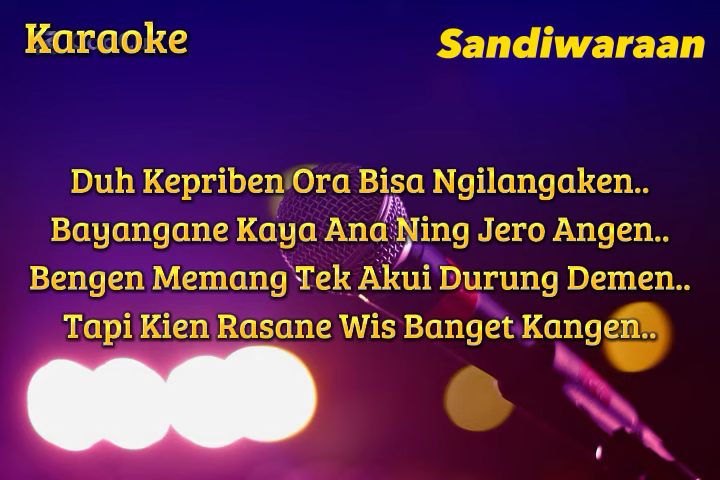 Karaoke
Sandiwaraan
Duh Kepriben Ora Bisa Ngilangaken..
Bayangane Kaya Ana Ning Jero Angen..
Bengen Memang Tek Akui Durung Demen..
Tapi Kien Rasane Wis Banget Kangen..